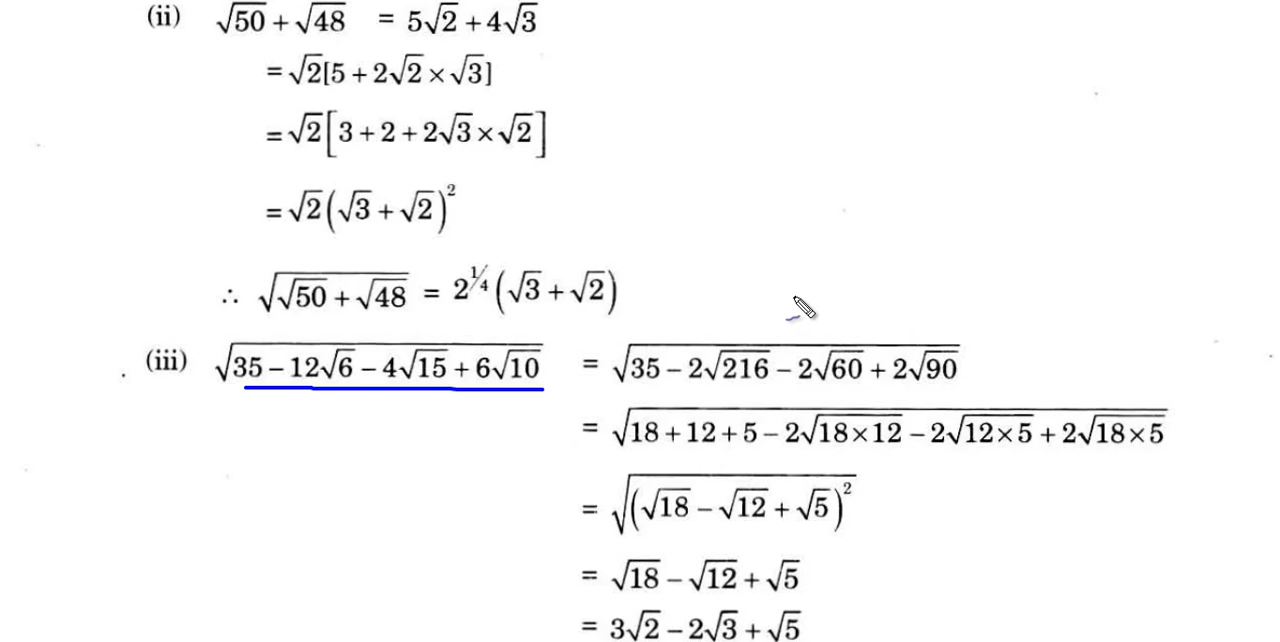 (ii) √50 + √48 = 5√2 + 4√3
= √2[5 + 2√2 × √3]
= √2[3 + 2 + 2√3 × √2]
= √2(√3 + √2)²
∴ √(√50 + √48) = 2^(1/4)(√3 + √2)
(iii) √(35 − 12√6 − 4√15 + 6√10) = √(35 − 2√216 − 2√60 + 2√90)
= √(18 + 12 + 5 − 2√(18×12) − 2√(12×5) + 2√(18×5))
= √((√18 − √12 + √5)²)
= √18 − √12 + √5
= 3√2 − 2√3 + √5